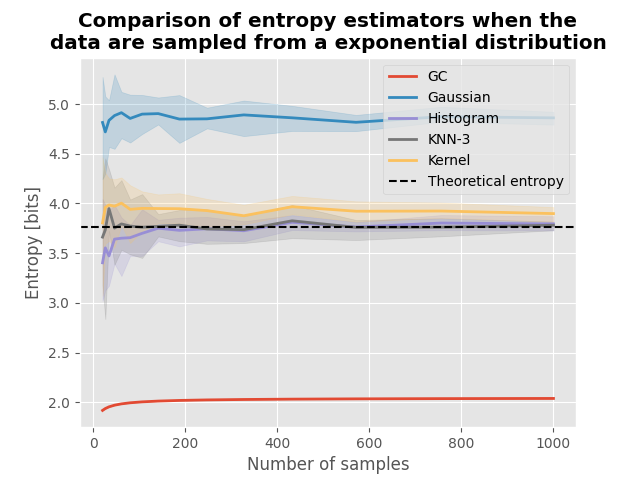 Comparison of entropy estimators when the
data are sampled from a exponential distribution
GC
Gaussian
Histogram
KNN-3
Kernel
Theoretical entropy
Entropy [bits]
5.0
4.5
4.0
3.5
3.0
2.5
2.0
0
200
400
600
800
1000
Number of samples